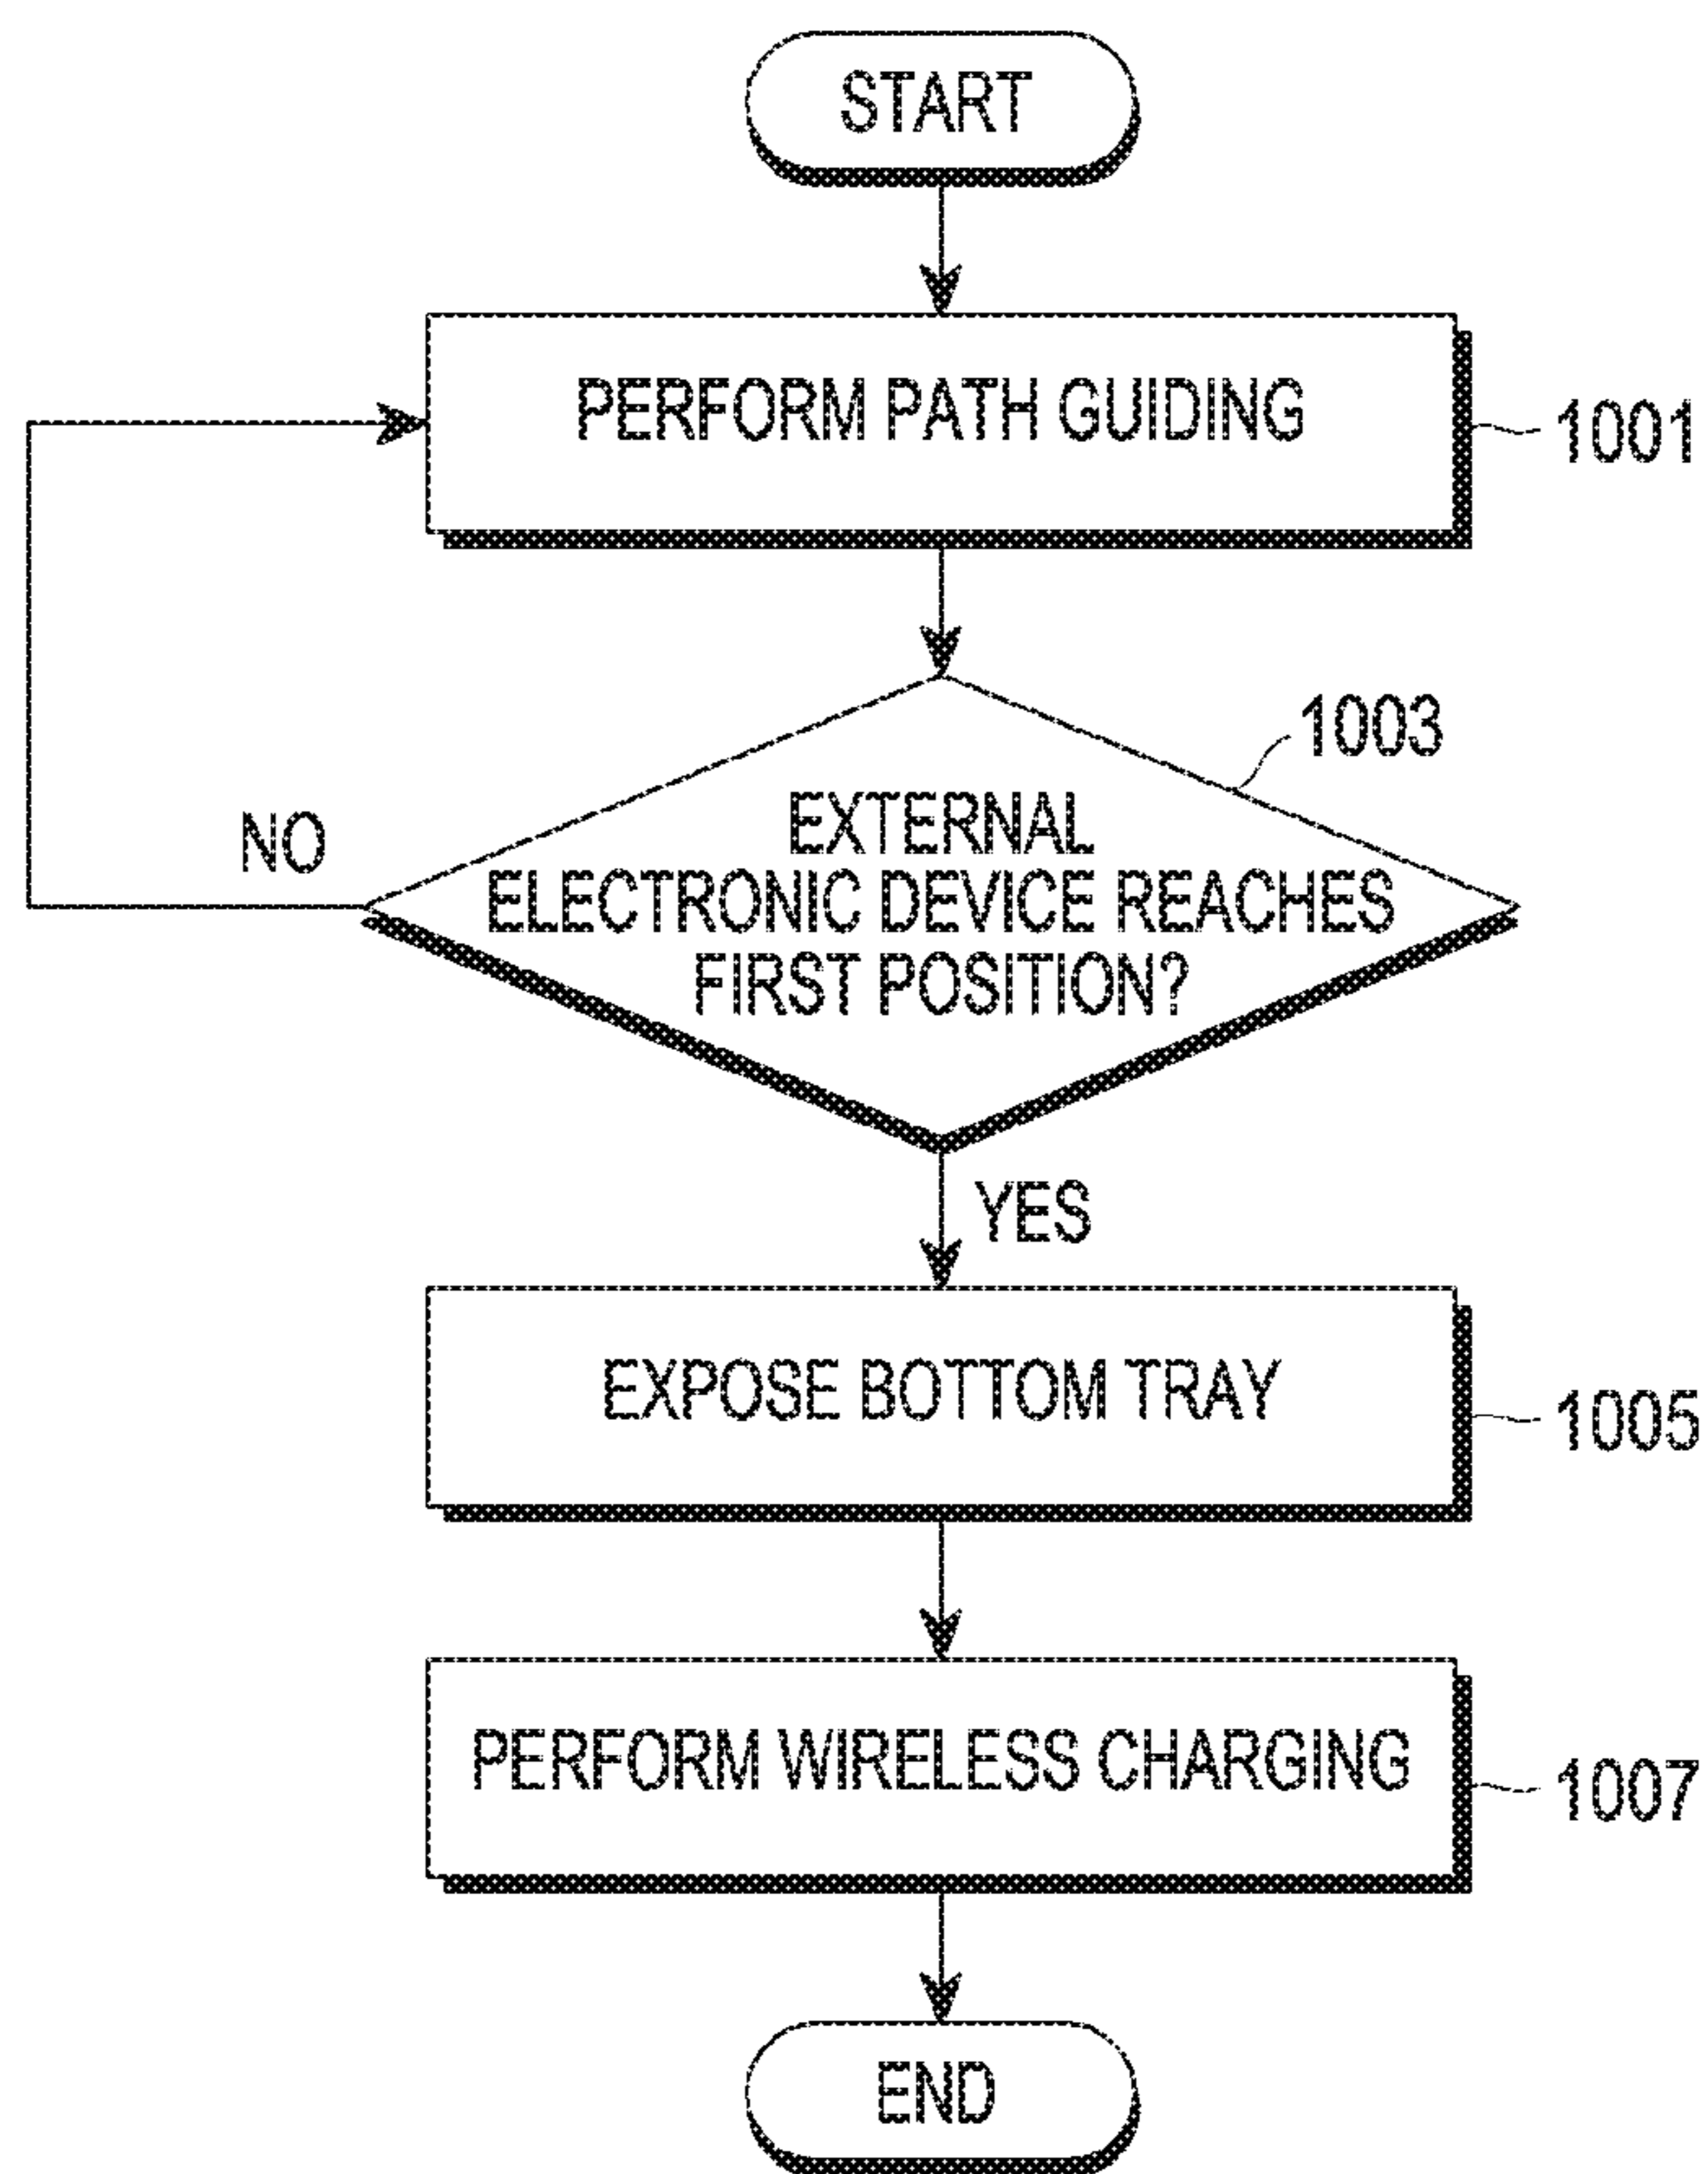 START
PERFORM PATH GUIDING
1001
1003
EXTERNAL
ELECTRONIC DEVICE REACHES
FIRST POSITION?
NO
YES
EXPOSE BOTTOM TRAY
1005
PERFORM WIRELESS CHARGING
1007
END